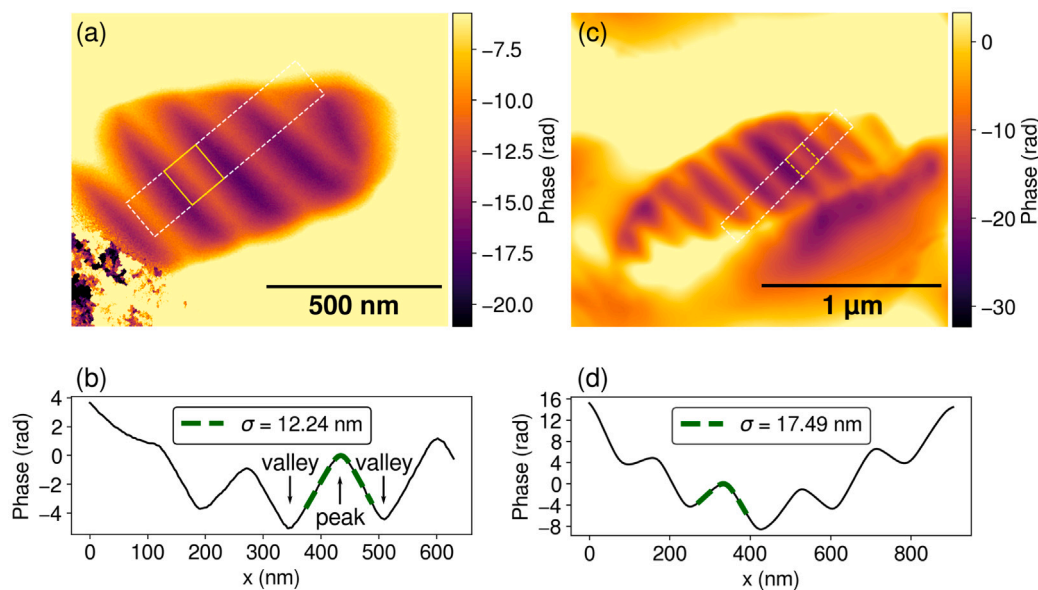 (a)
−7.5
−10.0
−12.5
−15.0
−17.5
−20.0
Phase (rad)
500 nm
(c)
0
−10
−20
−30
Phase (rad)
1 µm
(b)
4
2
0
−2
−4
Phase (rad)
σ = 12.24 nm
valley
valley
peak
0 100 200 300 400 500 600
x (nm)
(d)
16
12
8
4
0
−4
−8
Phase (rad)
σ = 17.49 nm
0 200 400 600 800
x (nm)